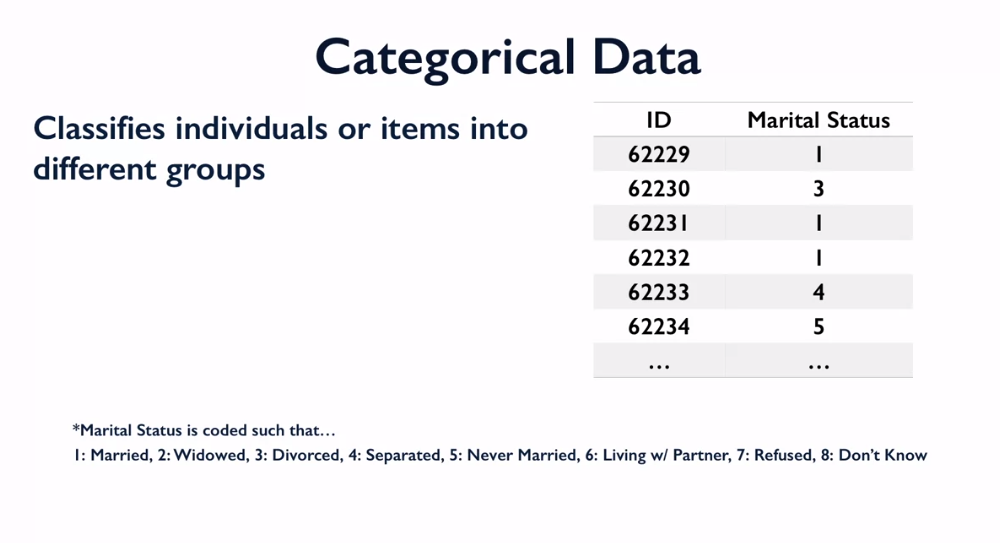 Categorical Data
Classifies individuals or items into
different groups
ID Marital Status
62229 1
62230 3
62231 1
62232 1
62233 4
62234 5
… …
*Marital Status is coded such that…
1: Married, 2: Widowed, 3: Divorced, 4: Separated, 5: Never Married, 6: Living w/ Partner, 7: Refused, 8: Don’t Know